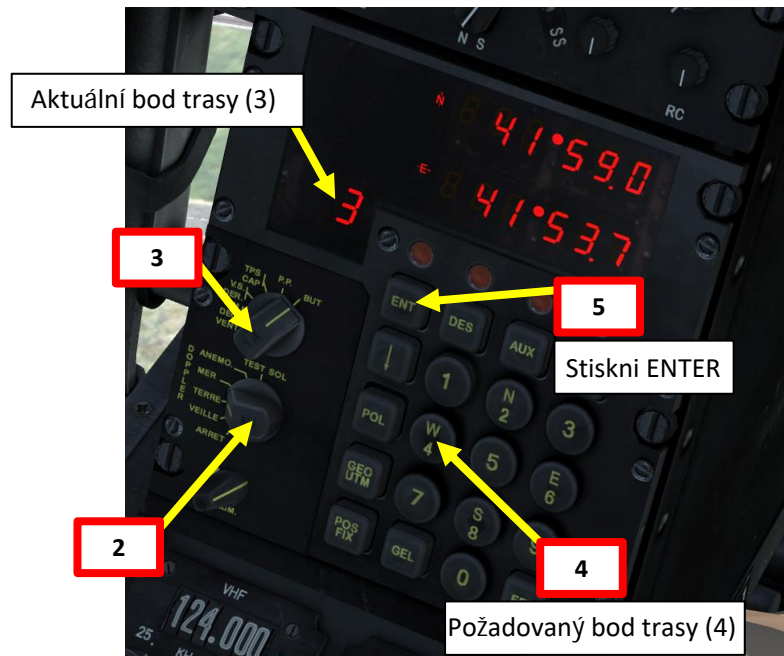 N S
SS
RC
Aktuální bod trasy (3)
N
41°59.0
-E-
41°53.7
3
3
TPS
CAP
P.P.
BUT
V.S.
DER.
VENT
ENT
DES
AUX
5
Stiskni ENTER
DOPPLER
ANEMO.
TEST SOL
MER
TERRE
VEILLE
ARRET
↓
1
N
2
3
POL
W
4
5
E
6
GEO
UTM
7
S
8
POS
FIX
GEL
0
2
4
Požadovaný bod trasy (4)
VHF
124.000
25.